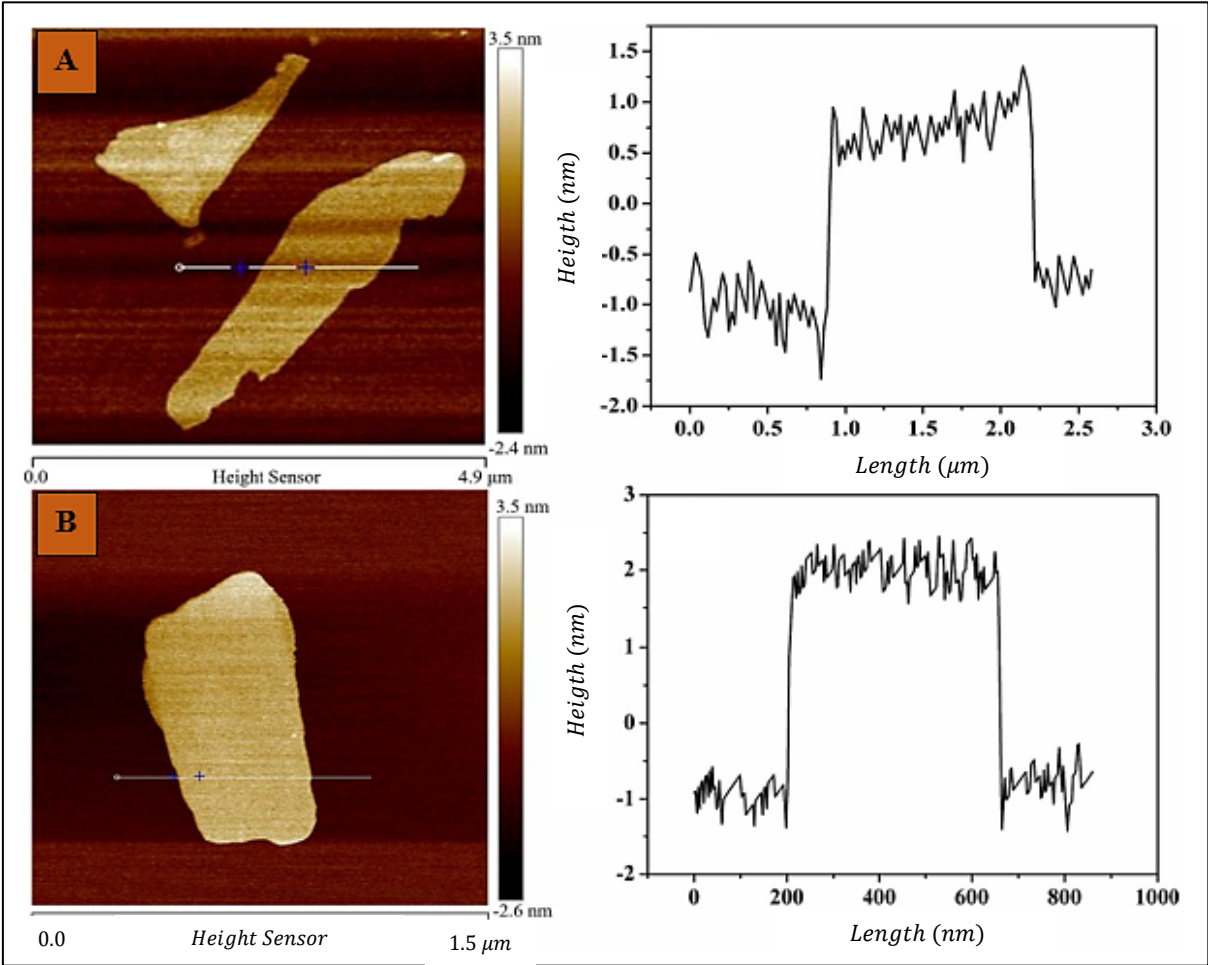 A
3.5 nm
-2.4 nm
0.0
Height Sensor
4.9 μm
1.5
1.0
0.5
0.0
-0.5
-1.0
-1.5
-2.0
Heigth (nm)
0.0 0.5 1.0 1.5 2.0 2.5 3.0
Length (μm)
B
3.5 nm
-2.6 nm
0.0
Height Sensor
1.5 μm
3
2
1
0
-1
-2
Heigth (nm)
0 200 400 600 800 1000
Length (nm)